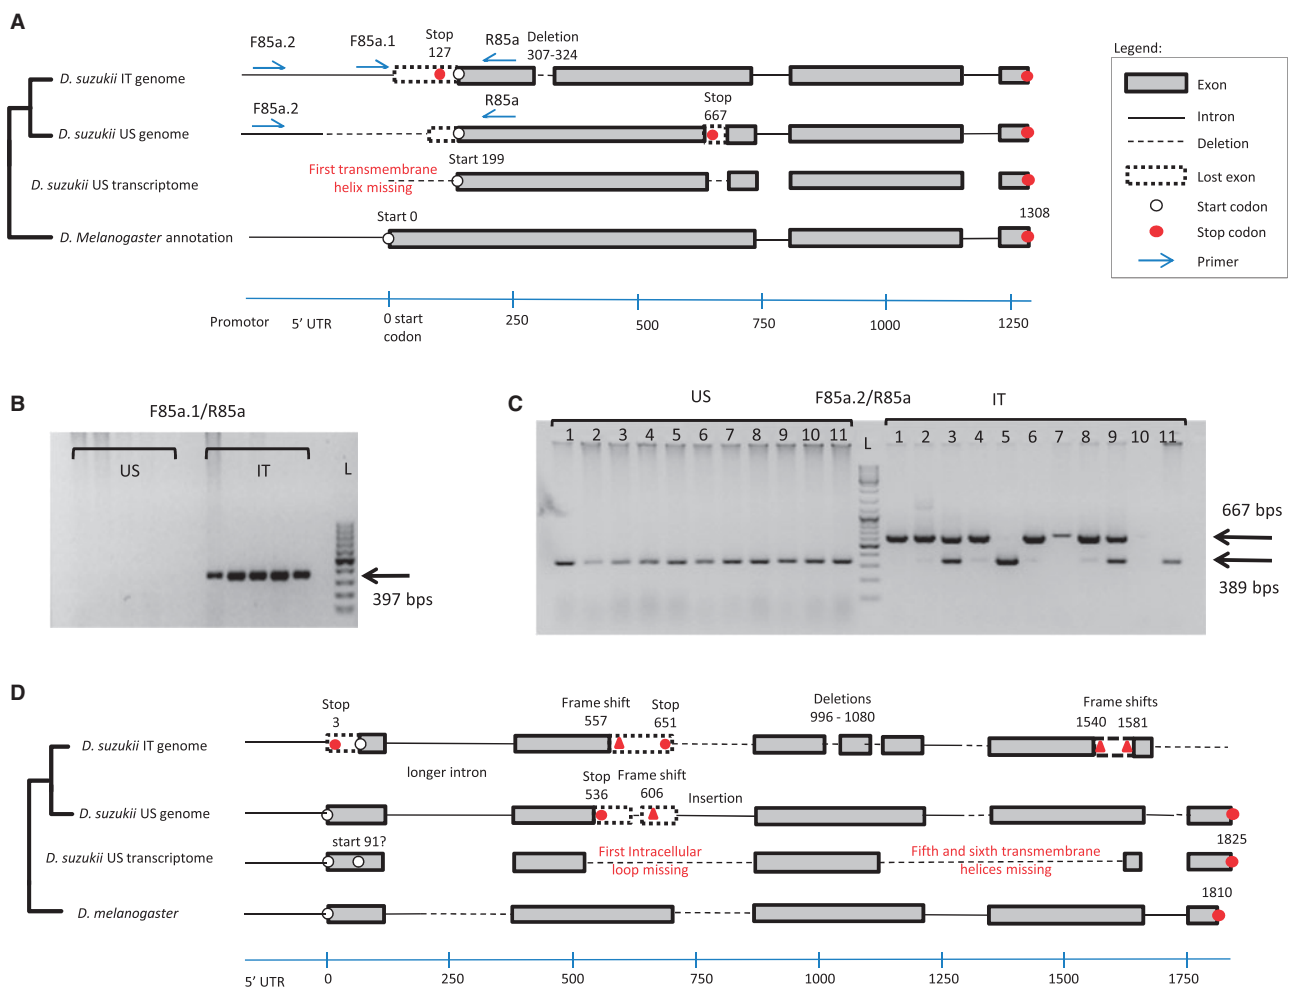 A
F85a.2
F85a.1
Stop
127
R85a
Deletion
307-324
D. suzukii IT genome
F85a.2
R85a
Stop
667
D. suzukii US genome
First transmembrane
helix missing
Start 199
D. suzukii US transcriptome
Start 0
1308
D. Melanogaster annotation
Promotor
5' UTR
0 start
codon
250
500
750
1000
1250
Legend:
Exon
Intron
Deletion
Lost exon
Start codon
Stop codon
Primer
B
F85a.1/R85a
US
IT
L
397 bps
C
US
F85a.2/R85a
IT
1 2 3 4 5 6 7 8 9 10 11
L
1 2 3 4 5 6 7 8 9 10 11
667 bps
389 bps
D
Stop
3
Frame shift
557
Stop
651
Deletions
996 - 1080
Frame shifts
1540 1581
D. suzukii IT genome
longer intron
Stop
536
Frame shift
606
Insertion
D. suzukii US genome
start 91?
1825
D. suzukii US transcriptome
First Intracellular
loop missing
Fifth and sixth transmembrane
helices missing
1810
D. melanogaster
5' UTR
0
250
500
750
1000
1250
1500
1750